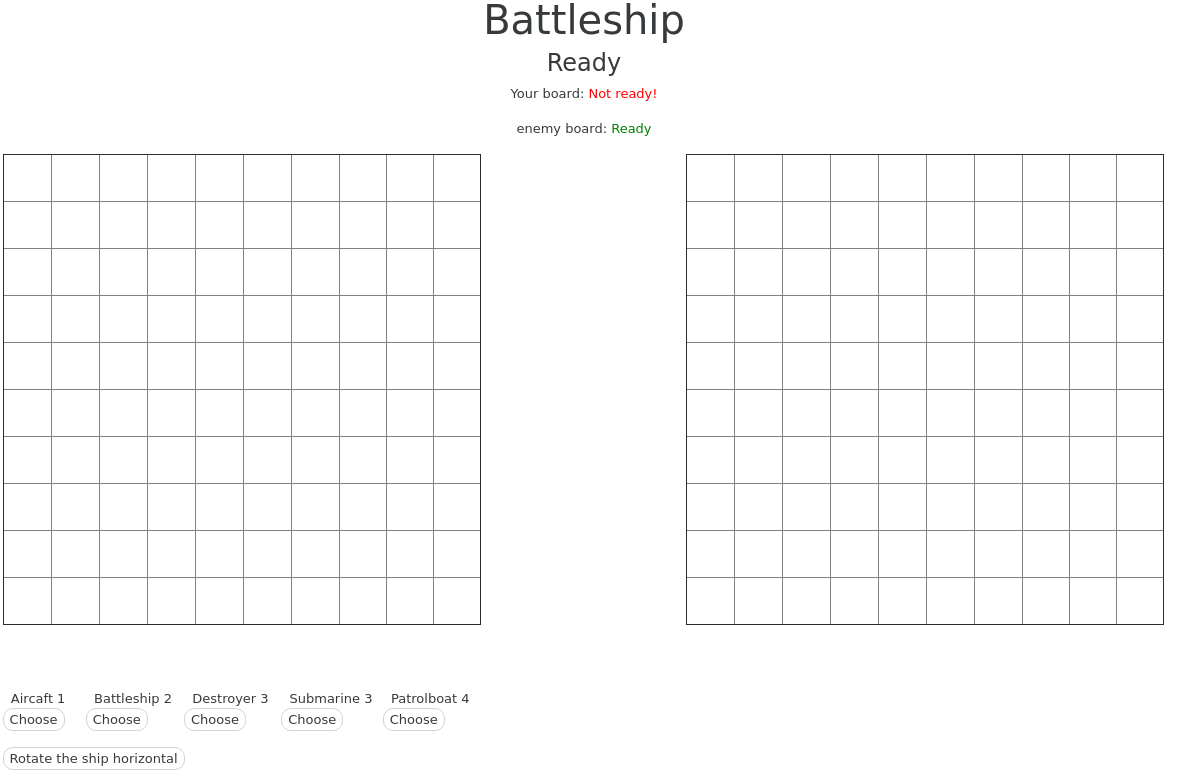 Battleship
Ready
Your board: Not ready!
enemy board: Ready
Aircaft 1 Battleship 2 Destroyer 3 Submarine 3 Patrolboat 4
Choose Choose Choose Choose Choose
Rotate the ship horizontal